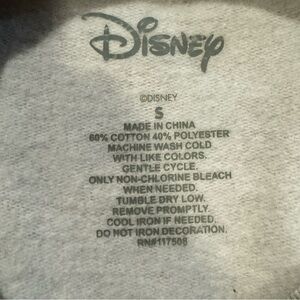 Disney
©DISNEY
S
MADE IN CHINA
60% COTTON 40% POLYESTER
MACHINE WASH COLD
WITH LIKE COLORS.
GENTLE CYCLE.
ONLY NON-CHLORINE BLEACH
WHEN NEEDED.
TUMBLE DRY LOW.
REMOVE PROMPTLY.
COOL IRON IF NEEDED.
DO NOT IRON DECORATION.
RN#117508